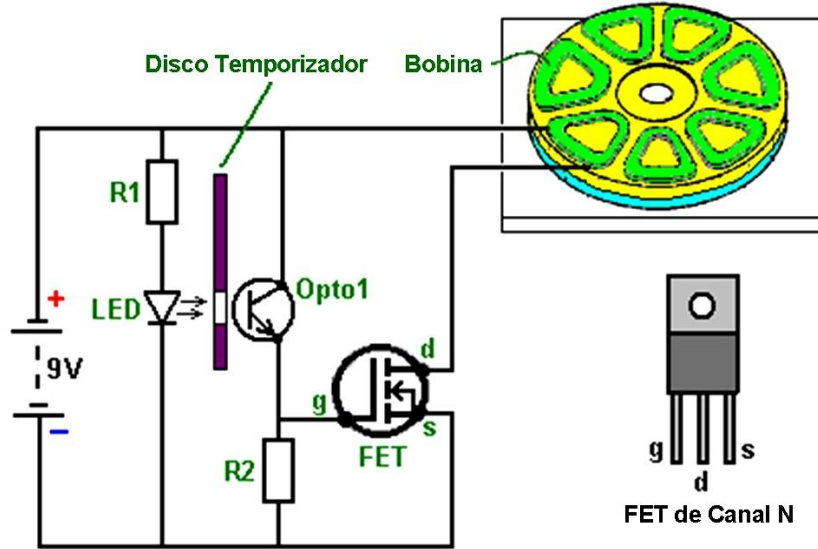 Disco Temporizador
Bobina
R1
LED
Opto1
+
9V
−
g
d
s
FET
R2
g
d
s
FET de Canal N